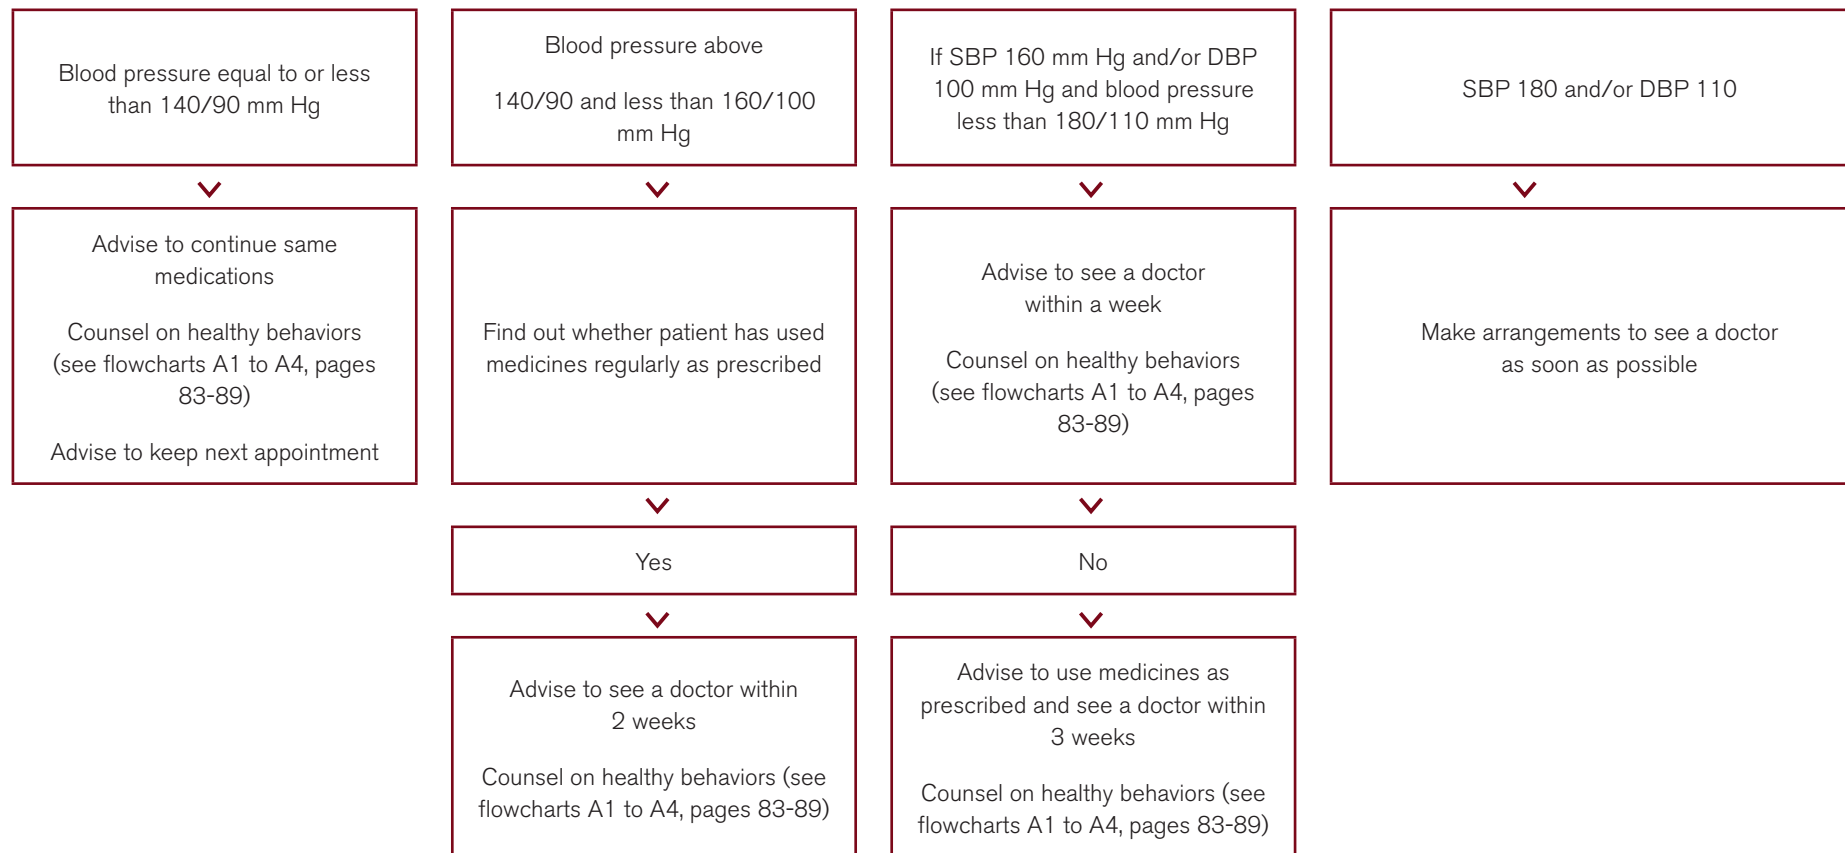 Blood pressure equal to or less
than 140/90 mm Hg
Blood pressure above
140/90 and less than 160/100
mm Hg
If SBP 160 mm Hg and/or DBP
100 mm Hg and blood pressure
less than 180/110 mm Hg
SBP 180 and/or DBP 110
Advise to continue same
medications
Counsel on healthy behaviors
(see flowcharts A1 to A4, pages
83-89)
Advise to keep next appointment
Find out whether patient has used
medicines regularly as prescribed
Advise to see a doctor
within a week
Counsel on healthy behaviors
(see flowcharts A1 to A4, pages
83-89)
Make arrangements to see a doctor
as soon as possible
Yes
No
Advise to see a doctor within
2 weeks
Counsel on healthy behaviors (see
flowcharts A1 to A4, pages 83-89)
Advise to use medicines as
prescribed and see a doctor within
3 weeks
Counsel on healthy behaviors (see
flowcharts A1 to A4, pages 83-89)